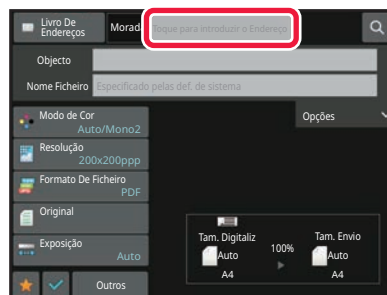 Livro De
Endereços
Morad
Toque para introduzir o Endereço
Objecto
Nome Ficheiro
Especificado pelas def. de sistema
Modo de Cor
Auto/Mono2
Opções
Resolução
200x200ppp
Formato De Ficheiro
PDF
Original
Exposição
Auto
Outros
Tam. Digitaliz
Auto
A4
100%
Tam. Envio
Auto
A4